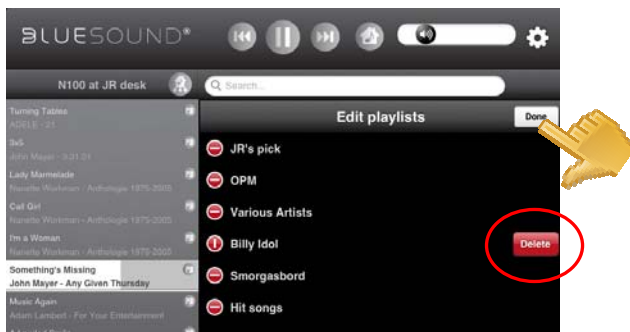 BLUESOUND®
N100 at JR desk
Search...
Turning Tables
ADELE - 21
3x5
John Mayer - 3.21.01
Lady Marmelade
Nanette Workman - Anthologie 1975-2005
Call Girl
Nanette Workman - Anthologie 1975-2005
I'm a Woman
Nanette Workman - Anthologie 1975-2005
Something's Missing
John Mayer - Any Given Thursday
Music Again
Adam Lambert - For Your Entertainment
Edit playlists
Done
JR's pick
OPM
Various Artists
Billy Idol
Delete
Smorgasbord
Hit songs